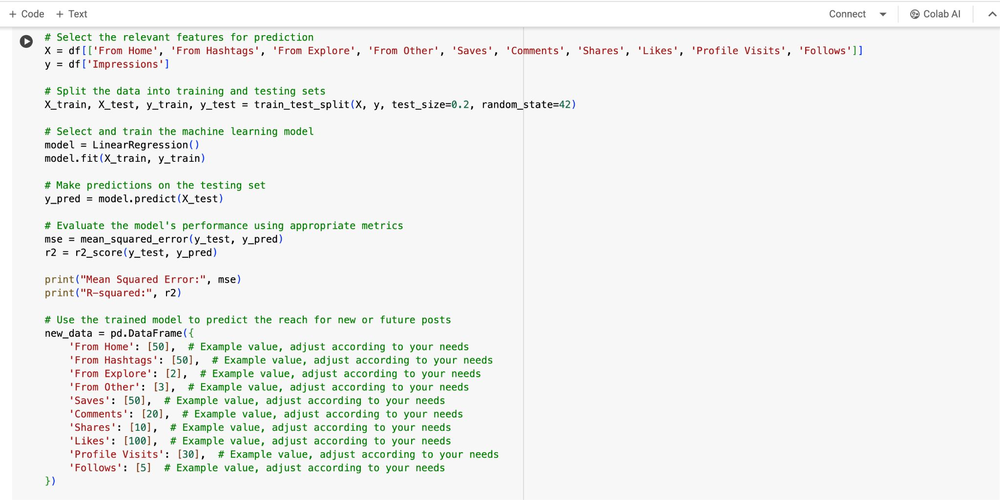 + Code + Text Connect Colab AI
# Select the relevant features for prediction
X = df[['From Home', 'From Hashtags', 'From Explore', 'From Other', 'Saves', 'Comments', 'Shares', 'Likes', 'Profile Visits', 'Follows']]
y = df['Impressions']
# Split the data into training and testing sets
X_train, X_test, y_train, y_test = train_test_split(X, y, test_size=0.2, random_state=42)
# Select and train the machine learning model
model = LinearRegression()
model.fit(X_train, y_train)
# Make predictions on the testing set
y_pred = model.predict(X_test)
# Evaluate the model's performance using appropriate metrics
mse = mean_squared_error(y_test, y_pred)
r2 = r2_score(y_test, y_pred)
print("Mean Squared Error:", mse)
print("R-squared:", r2)
# Use the trained model to predict the reach for new or future posts
new_data = pd.DataFrame({
    'From Home': [50],  # Example value, adjust according to your needs
    'From Hashtags': [50],  # Example value, adjust according to your needs
    'From Explore': [2],  # Example value, adjust according to your needs
    'From Other': [3],  # Example value, adjust according to your needs
    'Saves': [50],  # Example value, adjust according to your needs
    'Comments': [20],  # Example value, adjust according to your needs
    'Shares': [10],  # Example value, adjust according to your needs
    'Likes': [100],  # Example value, adjust according to your needs
    'Profile Visits': [30],  # Example value, adjust according to your needs
    'Follows': [5]  # Example value, adjust according to your needs
})